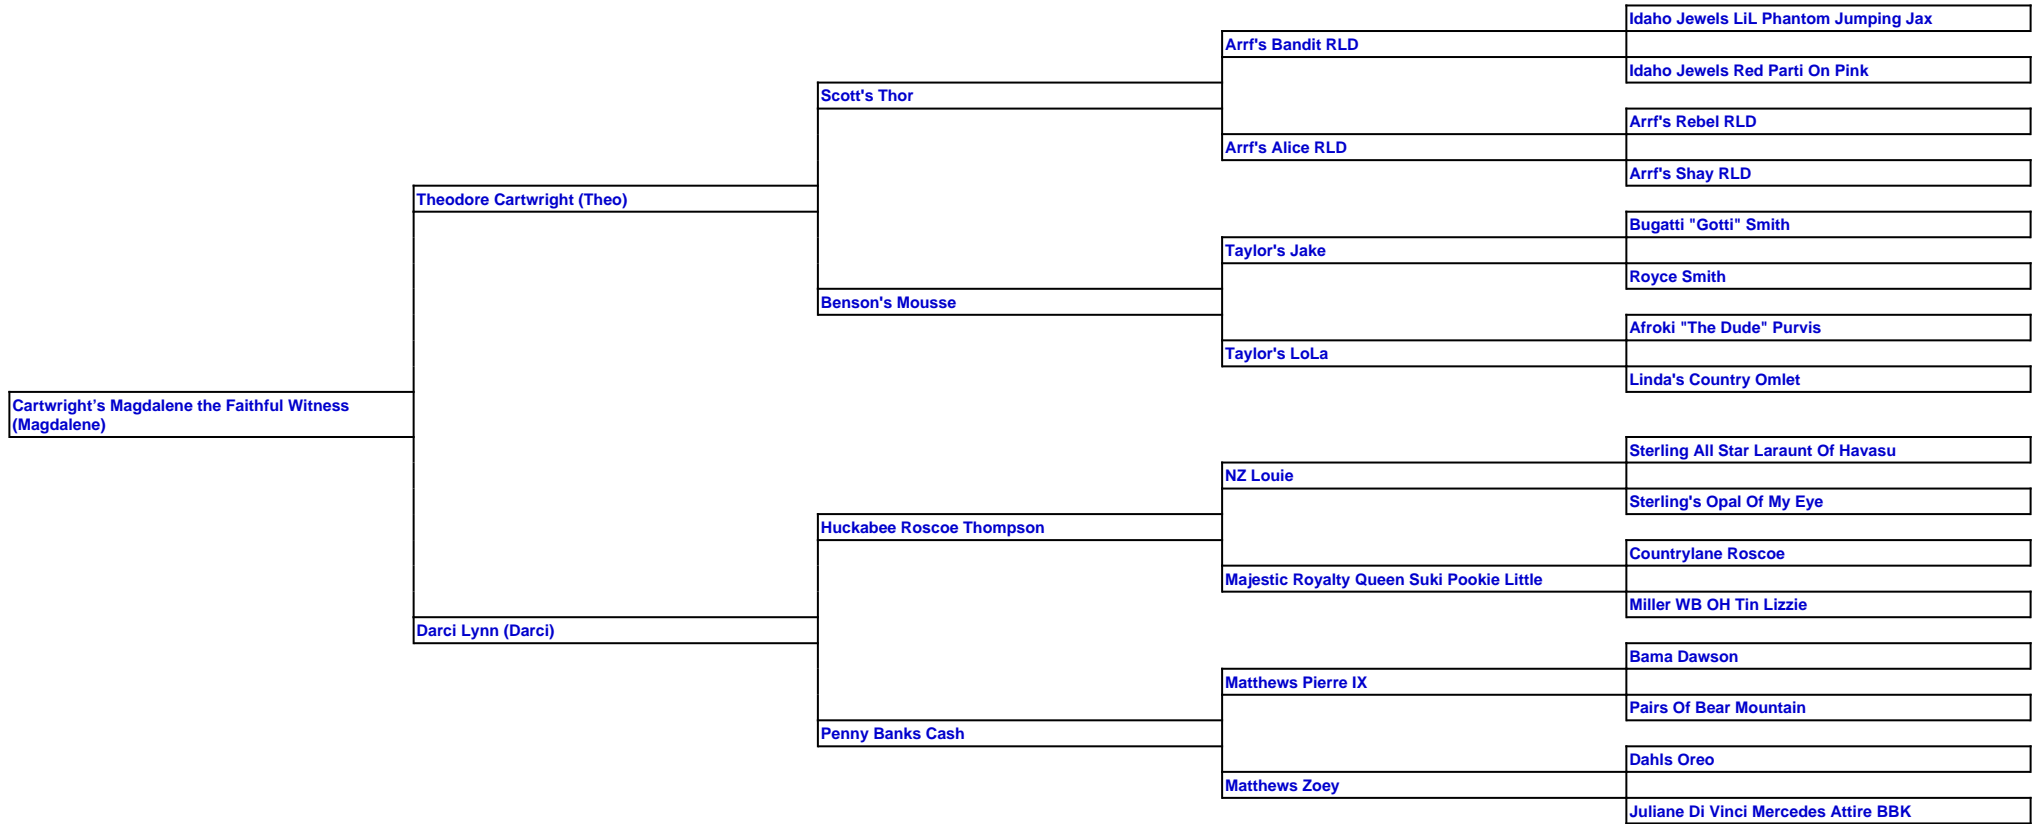 Idaho Jewels LiL Phantom Jumping Jax
Arrf's Bandit RLD
Idaho Jewels Red Parti On Pink
Scott's Thor
Arrf's Rebel RLD
Arrf's Alice RLD
Arrf's Shay RLD
Theodore Cartwright (Theo)
Bugatti "Gotti" Smith
Taylor's Jake
Royce Smith
Benson's Mousse
Afroki "The Dude" Purvis
Taylor's LoLa
Linda's Country Omlet
Cartwright’s Magdalene the Faithful Witness
(Magdalene)
Sterling All Star Laraunt Of Havasu
NZ Louie
Sterling's Opal Of My Eye
Huckabee Roscoe Thompson
Countrylane Roscoe
Majestic Royalty Queen Suki Pookie Little
Miller WB OH Tin Lizzie
Darci Lynn (Darci)
Bama Dawson
Matthews Pierre IX
Pairs Of Bear Mountain
Penny Banks Cash
Dahls Oreo
Matthews Zoey
Juliane Di Vinci Mercedes Attire BBK